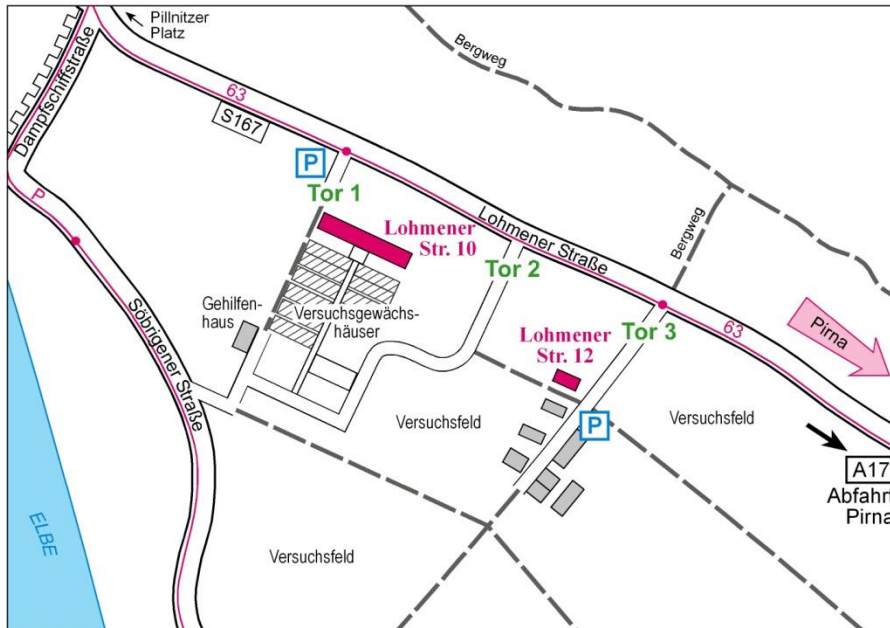 Pillnitzer
Platz
Dampfschiffstraße
63
S167
Bergweg
P
Tor 1
P
Lohmener
Str. 10
Lohmener Straße
Tor 2
Bergweg
Gehilfen-
haus
Versuchsgewächs-
häuser
Söbrigener Straße
Lohmener
Str. 12
Tor 3
63
Pirna
Versuchsfeld
P
Versuchsfeld
A17
Abfahrt
Pirna
ELBE
Versuchsfeld